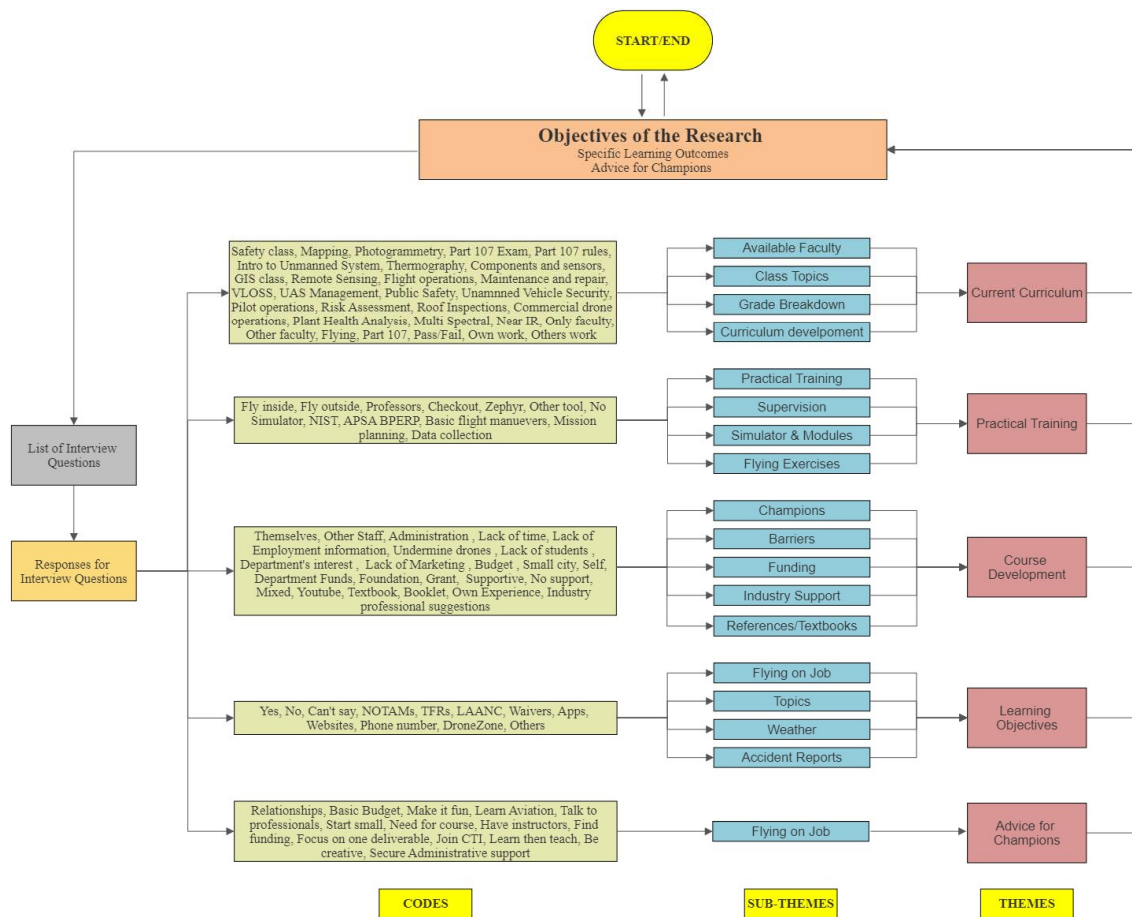 START/END
Objectives of the Research
Specific Learning Outcomes
Advice for Champions
List of Interview
Questions
Responses for
Interview Questions
Safety class, Mapping, Photogrammetry, Part 107 Exam, Part 107 rules,
Intro to Unmanned System, Thermography, Components and sensors,
GIS class, Remote Sensing, Flight operations, Maintenance and repair,
VLOSS, UAS Management, Public Safety, Unamnned Vehicle Security,
Pilot operations, Risk Assessment, Roof Inspections, Commercial drone
operations, Plant Health Analysis, Multi Spectral, Near IR, Only faculty,
Other faculty, Flying, Part 107, Pass/Fail, Own work, Others work
Available Faculty
Class Topics
Grade Breakdown
Curriculum develpoment
Current Curriculum
Fly inside, Fly outside, Professors, Checkout, Zephyr, Other tool, No
Simulator, NIST, APSA BPERP, Basic flight manuevers, Mission
planning, Data collection
Practical Training
Supervision
Simulator & Modules
Flying Exercises
Practical Training
Themselves, Other Staff, Administration , Lack of time, Lack of
Employment information, Undermine drones , Lack of students ,
Department's interest , Lack of Marketing , Budget , Small city, Self,
Department Funds, Foundation, Grant, Supportive, No support,
Mixed, Youtube, Textbook, Booklet, Own Experience, Industry
professional suggestions
Champions
Barriers
Funding
Industry Support
References/Textbooks
Course
Development
Yes, No, Can't say, NOTAMs, TFRs, LAANC, Waivers, Apps,
Websites, Phone number, DroneZone, Others
Flying on Job
Topics
Weather
Accident Reports
Learning
Objectives
Relationships, Basic Budget, Make it fun, Learn Aviation, Talk to
professionals, Start small, Need for course, Have instructors, Find
funding, Focus on one deliverable, Join CTI, Learn then teach, Be
creative, Secure Administrative support
Flying on Job
Advice for
Champions
CODES
SUB-THEMES
THEMES